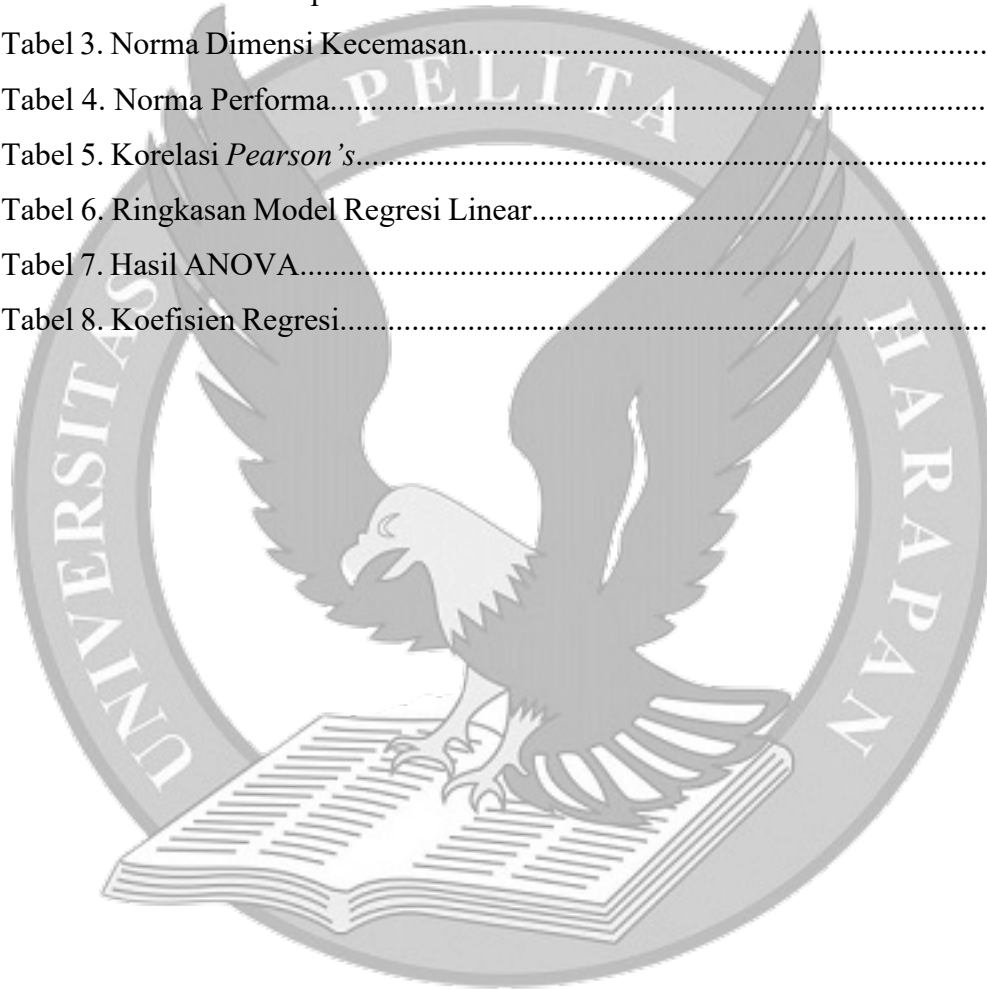 Tabel 3. Norma Dimensi Kecemasan..............................................................................
Tabel 4. Norma Performa..............................................................................................
Tabel 5. Korelasi Pearson’s...........................................................................................
Tabel 6. Ringkasan Model Regresi Linear......................................................................
Tabel 7. Hasil ANOVA..................................................................................................
Tabel 8. Koefisien Regresi.............................................................................................
UNIVERSITAS PELITA HARAPAN